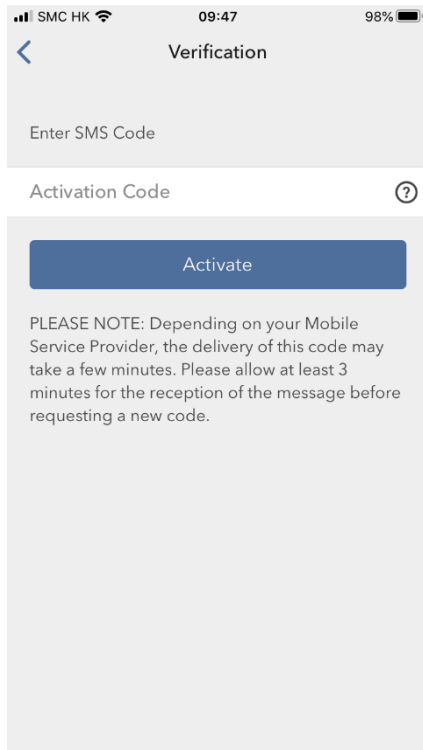 SMC HK 09:47 98%
Verification
Enter SMS Code
Activation Code ?
Activate
PLEASE NOTE: Depending on your Mobile
Service Provider, the delivery of this code may
take a few minutes. Please allow at least 3
minutes for the reception of the message before
requesting a new code.